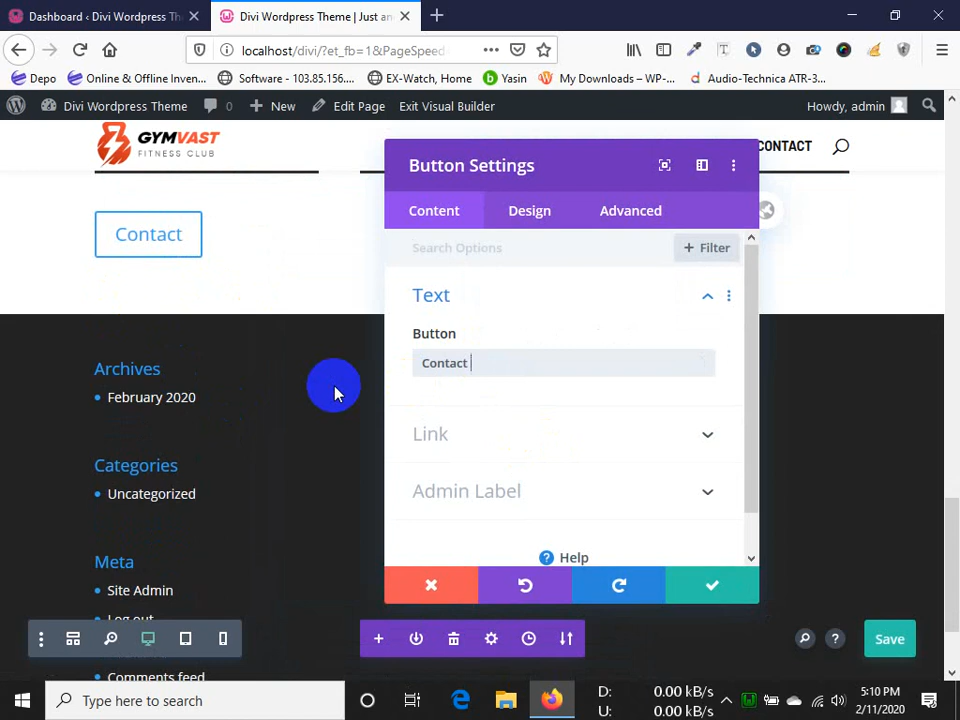 Dashboard ‹ Divi Wordpress Th
Divi Wordpress Theme | Just an
localhost/divi/?et_fb=1&PageSpeed
Depo
Online & Offline Inven...
Software - 103.85.156....
EX-Watch, Home
Yasin
My Downloads – WP-...
Audio-Technica ATR-3...
Divi Wordpress Theme
0
New
Edit Page
Exit Visual Builder
Howdy, admin
GYMVAST
FITNESS CLUB
CONTACT
Button Settings
Content
Design
Advanced
Search Options
+ Filter
Contact
Text
Button
Contact
Archives
February 2020
Link
Categories
Uncategorized
Admin Label
Meta
Help
Site Admin
Log out
Save
Comments feed
Type here to search
D: 0.00 kB/s
U: 0.00 kB/s
5:10 PM
2/11/2020